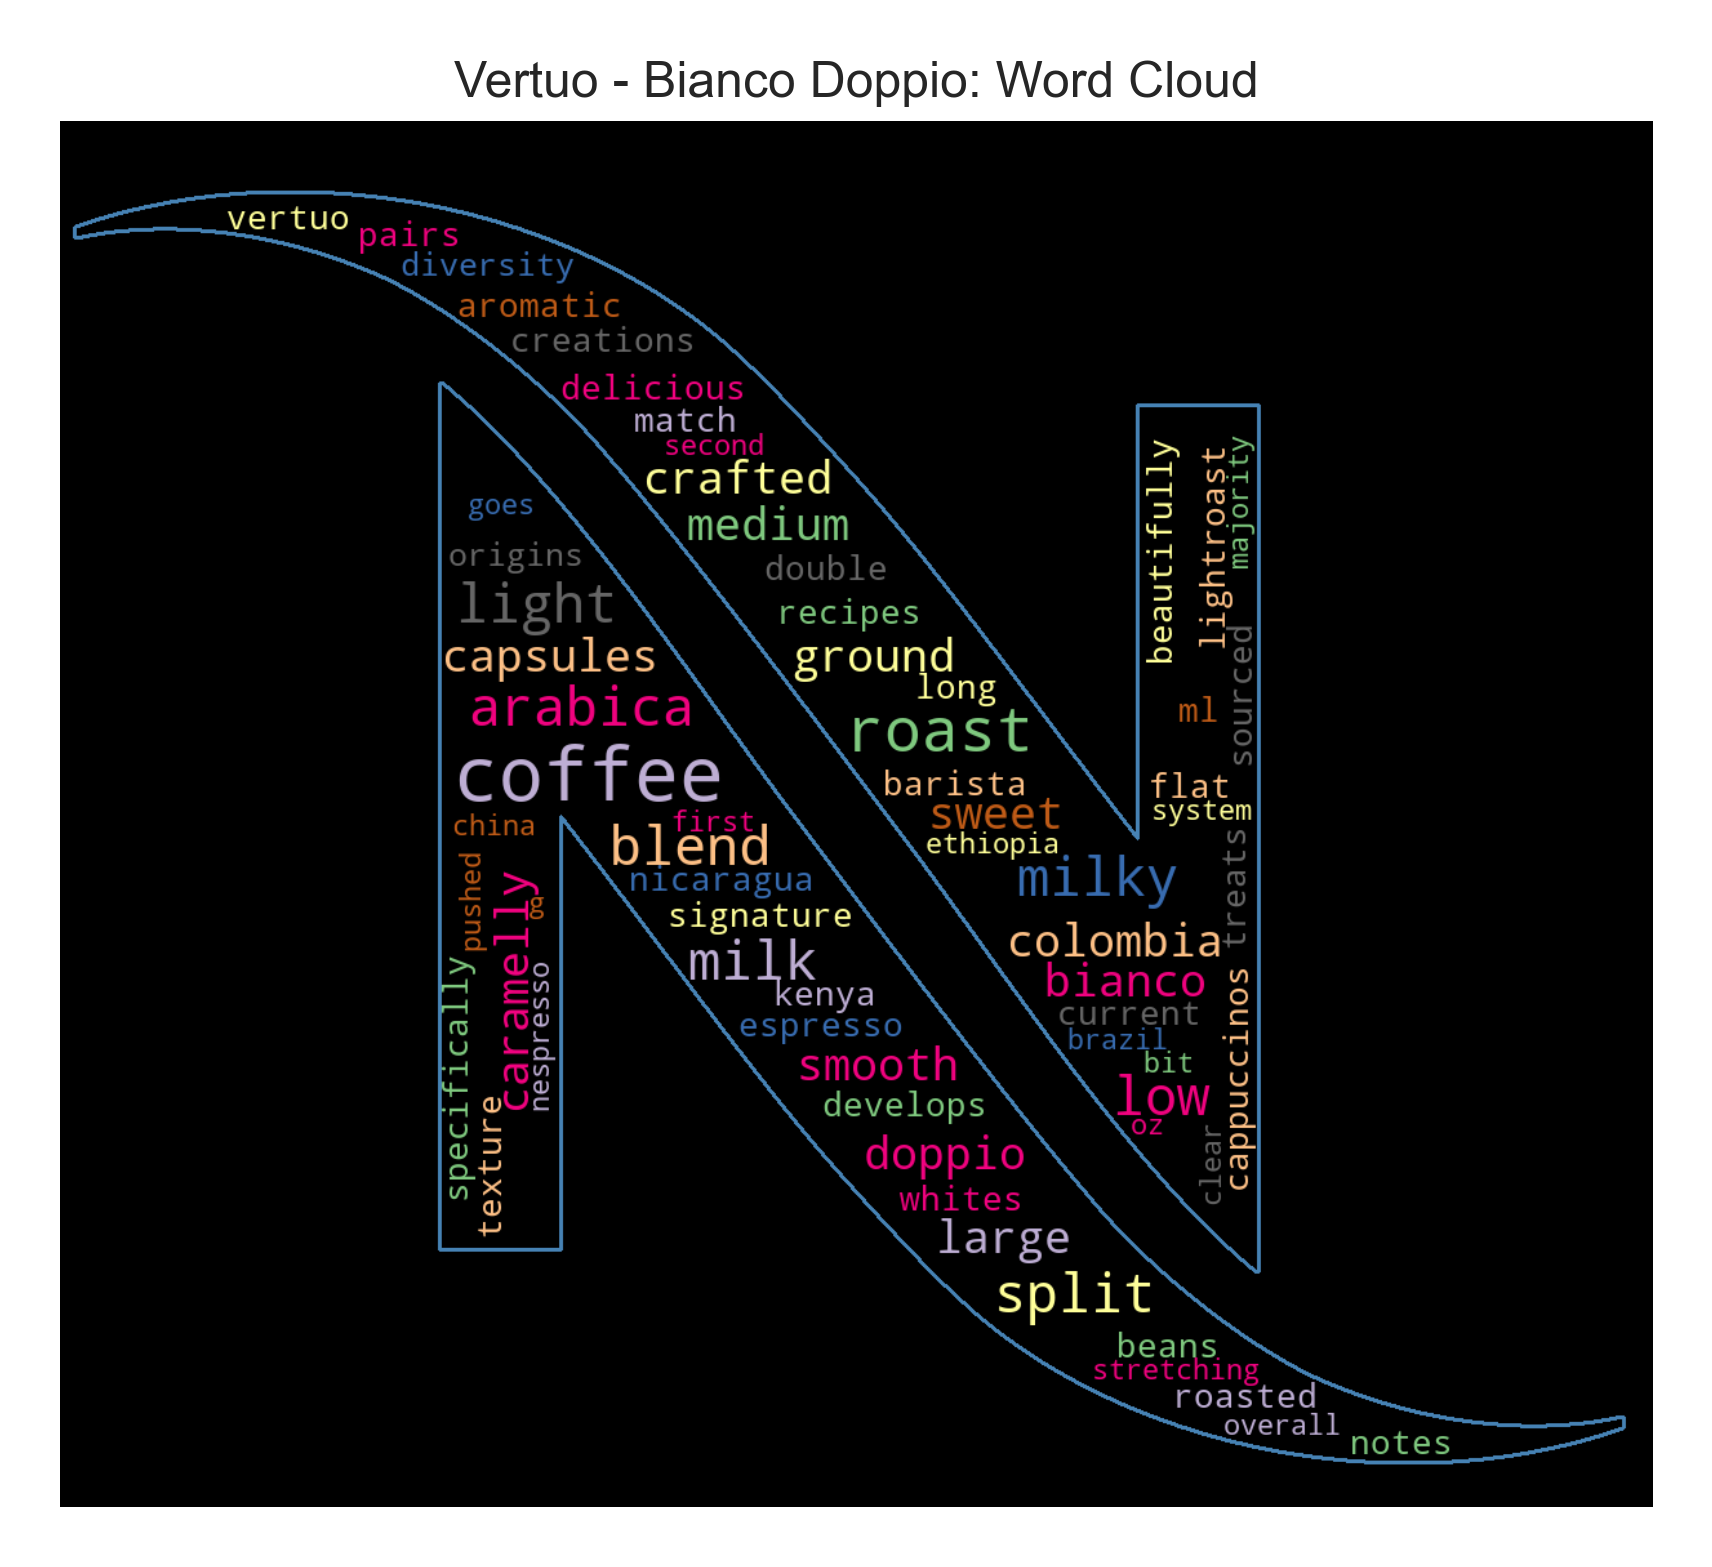 Vertuo - Bianco Doppio: Word Cloud
vertuo
pairs
diversity
aromatic
creations
delicious
match
second
crafted
medium
double
recipes
ground
long
roast
barista
sweet
ethiopia
milky
colombia
bianco
current
brazil
bit
low
oz
beautifully
lightroast
majority
sourced
ml
flat
system
treats
cappuccinos
clear
goes
origins
light
capsules
arabica
coffee
china
first
blend
nicaragua
signature
milk
kenya
espresso
smooth
develops
doppio
whites
large
split
beans
stretching
roasted
overall
notes
pushed
caramelly
g
specifically
nespresso
texture